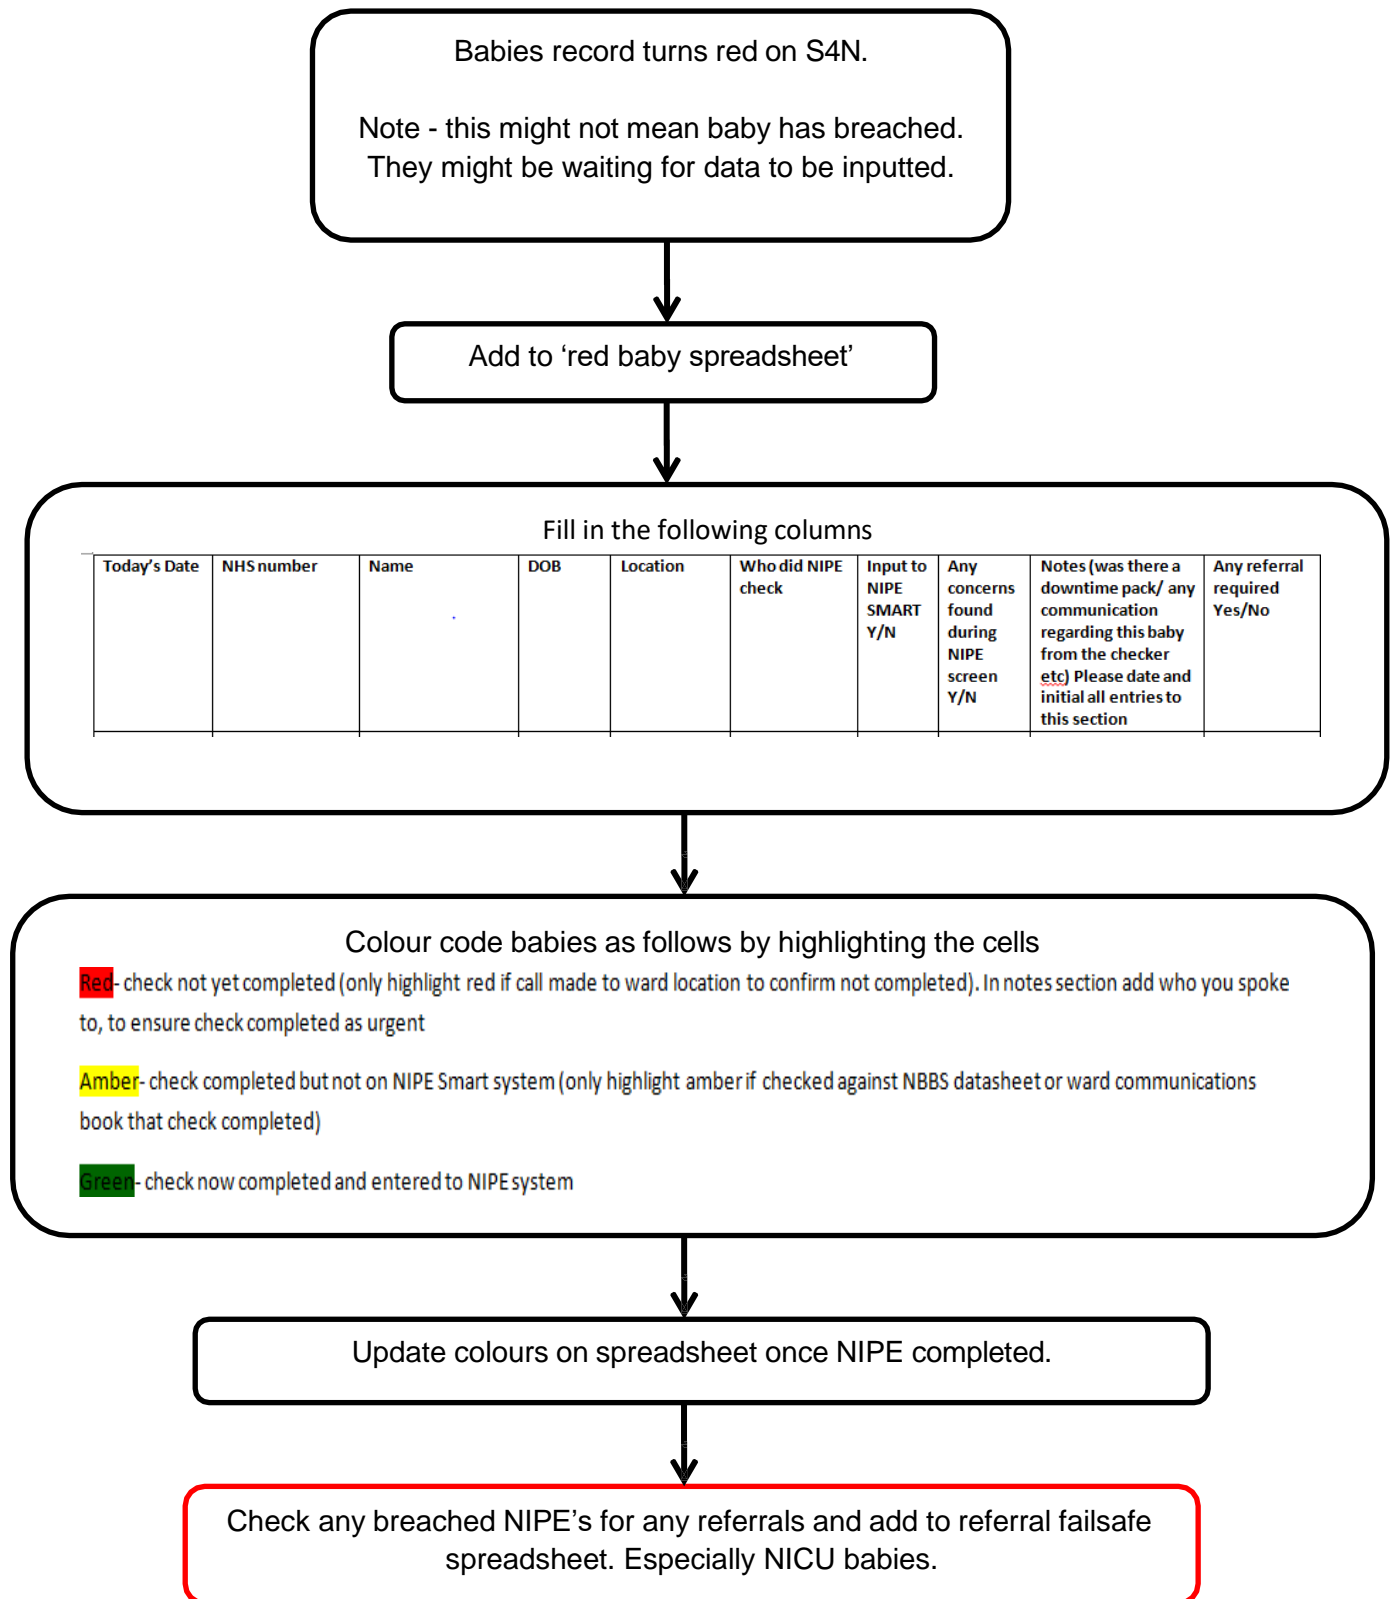 Babies record turns red on S4N.
Note - this might not mean baby has breached.
They might be waiting for data to be inputted.
Add to ‘red baby spreadsheet’
Fill in the following columns
Today's Date
NHS number
Name
DOB
Location
Who did NIPE
check
Input to
NIPE
SMART
Y/N
Any
concerns
found
during
NIPE
screen
Y/N
Notes (was there a
downtime pack/ any
communication
regarding this baby
from the checker
etc) Please date and
initial all entries to
this section
Any referral
required
Yes/No
Colour code babies as follows by highlighting the cells
Red- check not yet completed (only highlight red if call made to ward location to confirm not completed). In notes section add who you spoke
to, to ensure check completed as urgent
Amber- check completed but not on NIPE Smart system (only highlight amber if checked against NBBS datasheet or ward communications
book that check completed)
Green- check now completed and entered to NIPE system
Update colours on spreadsheet once NIPE completed.
Check any breached NIPE’s for any referrals and add to referral failsafe
spreadsheet. Especially NICU babies.